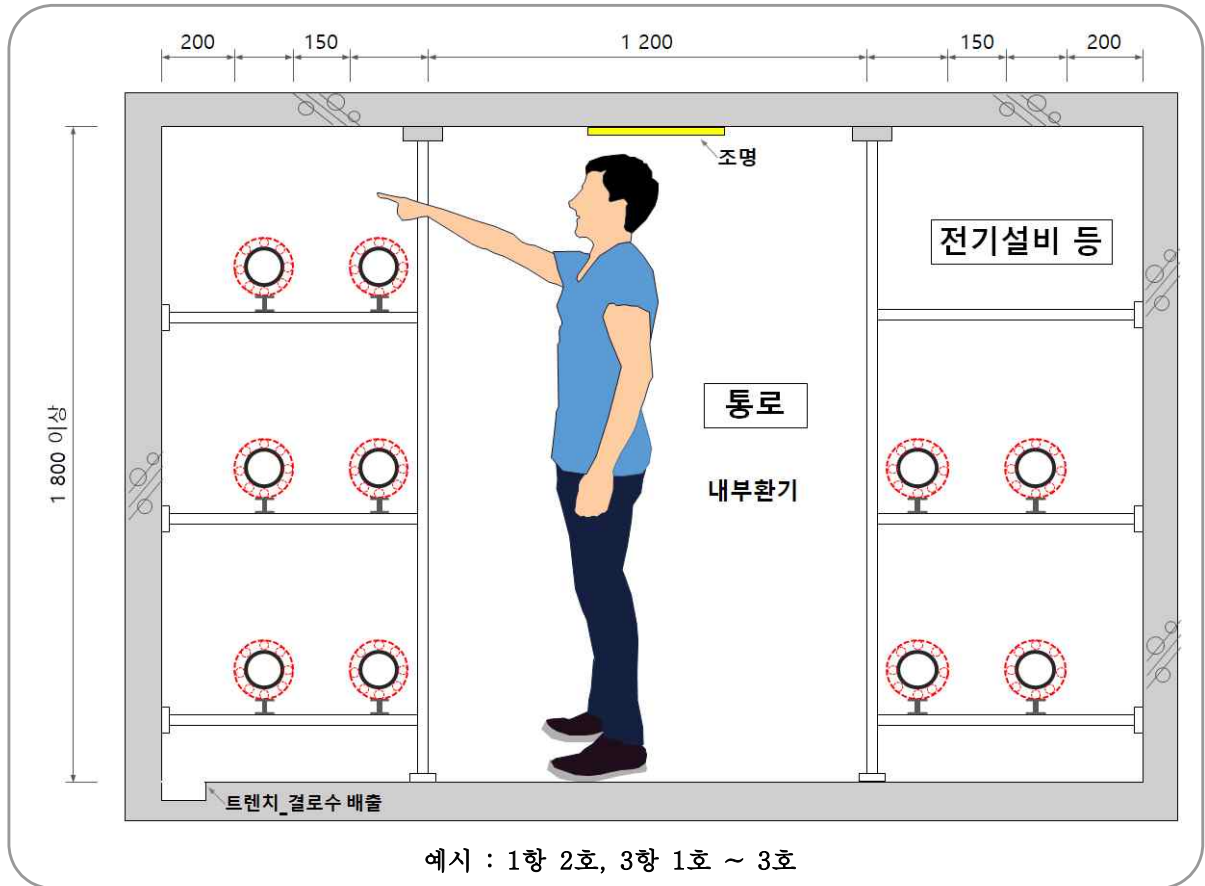 200 150 1 200 150 200
조명
전기설비 등
1 800 이상
통로
내부환기
트렌치_결로수 배출
예시 : 1항 2호, 3항 1호 ~ 3호